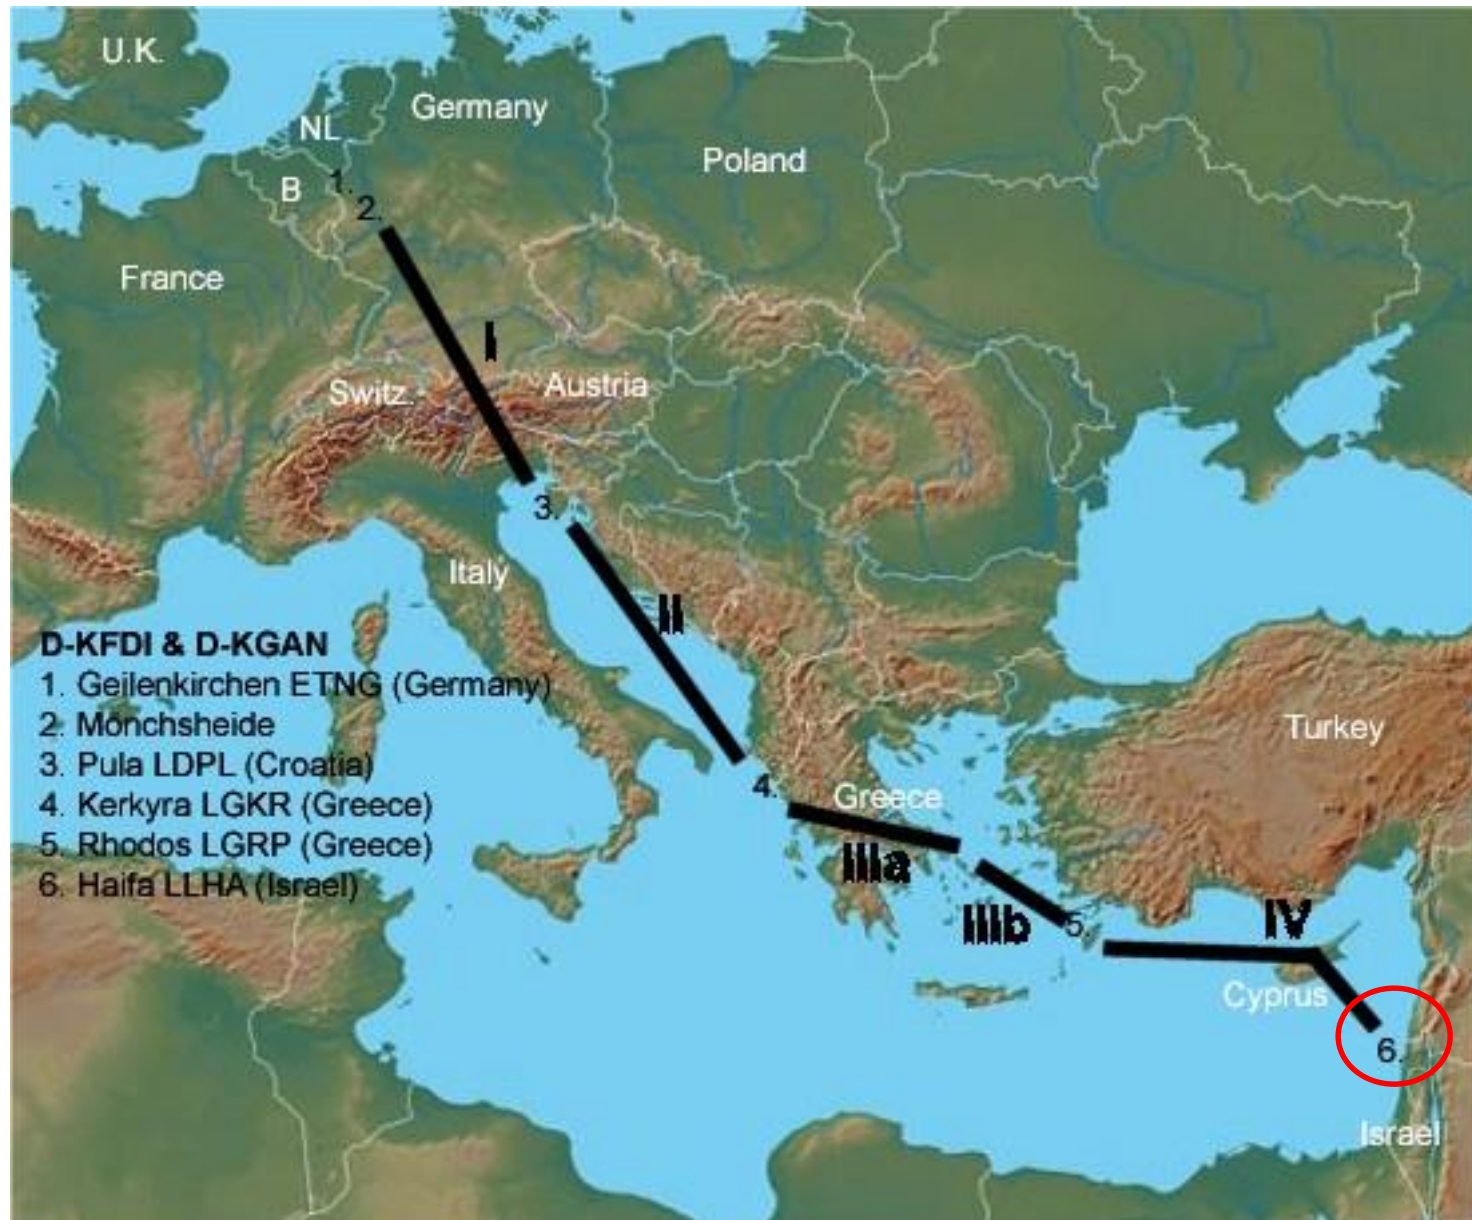 U.K.
Germany
NL
Poland
B
1.
2.
France
I
Switz.
Austria
3.
Italy
II
D-KFDI & D-KGAN
1. Geilenkirchen ETNG (Germany)
2. Mönchsheide
3. Pula LDPL (Croatia)
4. Kerkyra LGKR (Greece)
5. Rhodos LGRP (Greece)
6. Haifa LLHA (Israel)
Turkey
4.
Greece
IIIa
IIIb
5.
IV
Cyprus
6.
Israel